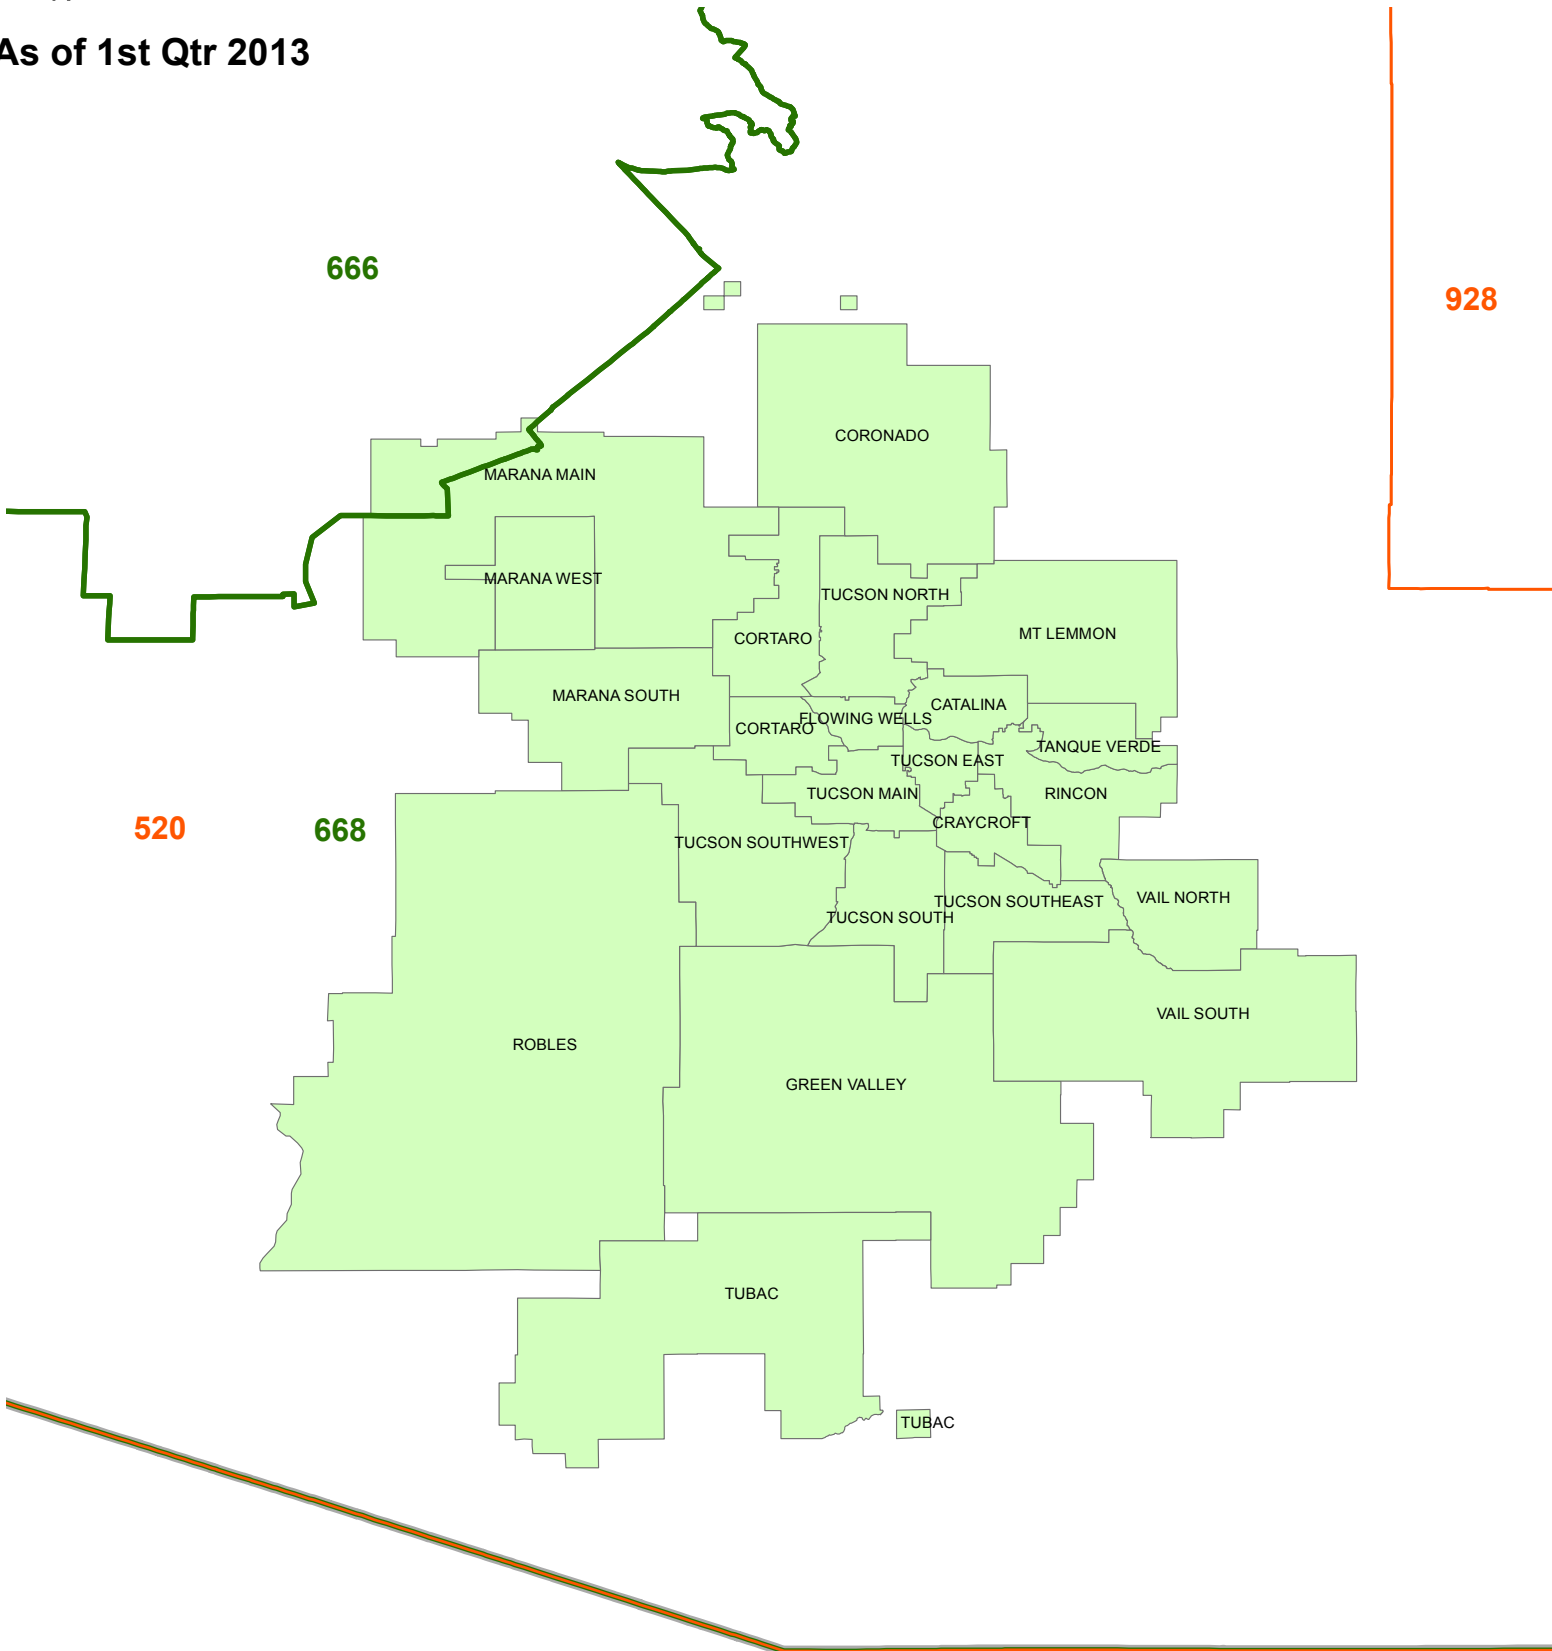 As of 1st Qtr 2013
666
928
CORONADO
MARANA MAIN
MARANA WEST
TUCSON NORTH
MT LEMMON
CORTARO
MARANA SOUTH
CATALINA
FLOWING WELLS
CORTARO
TANQUE VERDE
TUCSON EAST
TUCSON MAIN
RINCON
CRAYCROFT
520
668
TUCSON SOUTHWEST
VAIL NORTH
TUCSON SOUTHEAST
TUCSON SOUTH
VAIL SOUTH
ROBLES
GREEN VALLEY
TUBAC
TUBAC